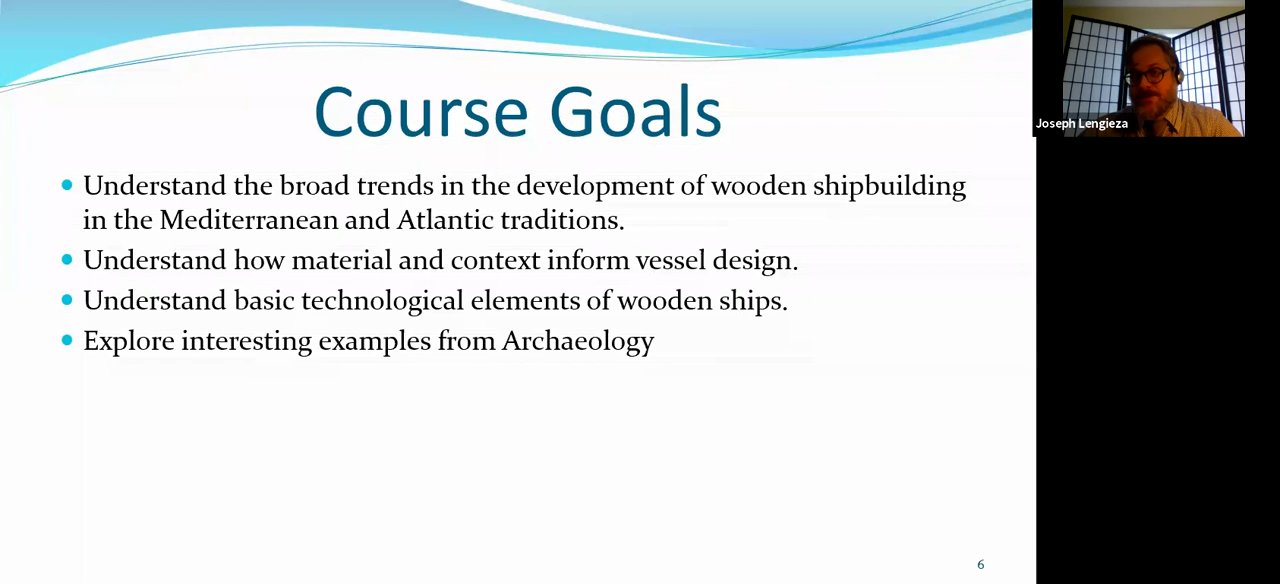 Course Goals
Understand the broad trends in the development of wooden shipbuilding
in the Mediterranean and Atlantic traditions.
Understand how material and context inform vessel design.
Understand basic technological elements of wooden ships.
Explore interesting examples from Archaeology
6
Joseph Lengieza